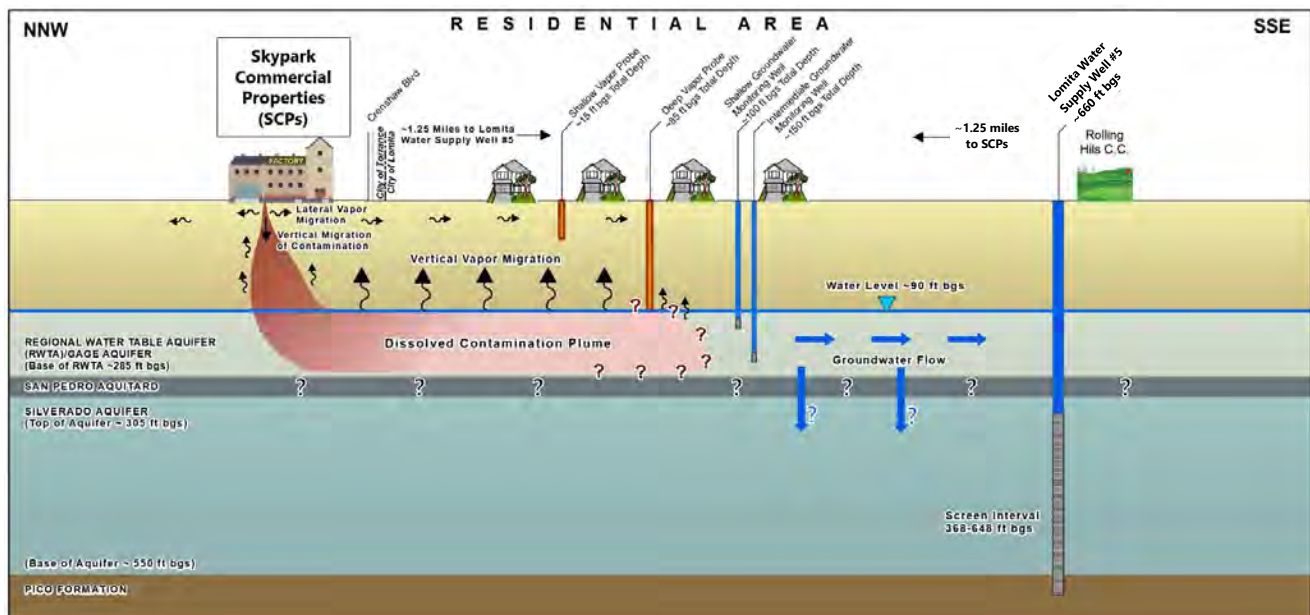 R E S I D E N T I A L   A R E A
NNW
SSE
Skypark
Commercial
Properties
(SCPs)
Crenshaw Blvd
City of Torrance
City of Lomita
~1.25 Miles to Lomita
Water Supply Well #5
Shallow Vapor Probe
~15 ft bgs Total Depth
Deep Vapor Probe
~85 ft bgs Total Depth
Shallow Groundwater
Monitoring Well
~100 ft bgs Total Depth
Intermediate Groundwater
Monitoring Well
~150 ft bgs Total Depth
~1.25 miles
to SCPs
Lomita Water
Supply Well #5
~660 ft bgs
Rolling
Hils C.C.
FACTORY
Lateral Vapor
Migration
Vertical Migration
of Contamination
Vertical Vapor Migration
? ?
Water Level ~90 ft bgs
REGIONAL WATER TABLE AQUIFER
(RWTA)/GAGE AQUIFER
(Base of RWTA ~285 ft bgs)
Dissolved Contamination Plume
?
?
? ? ?
Groundwater Flow
SAN PEDRO AQUITARD
? ? ? ? ? ? ?
SILVERADO AQUIFER
(Top of Aquifer ~ 305 ft bgs)
? ?
Screen Interval
368-648 ft bgs
(Base of Aquifer ~ 550 ft bgs)
PICO FORMATION